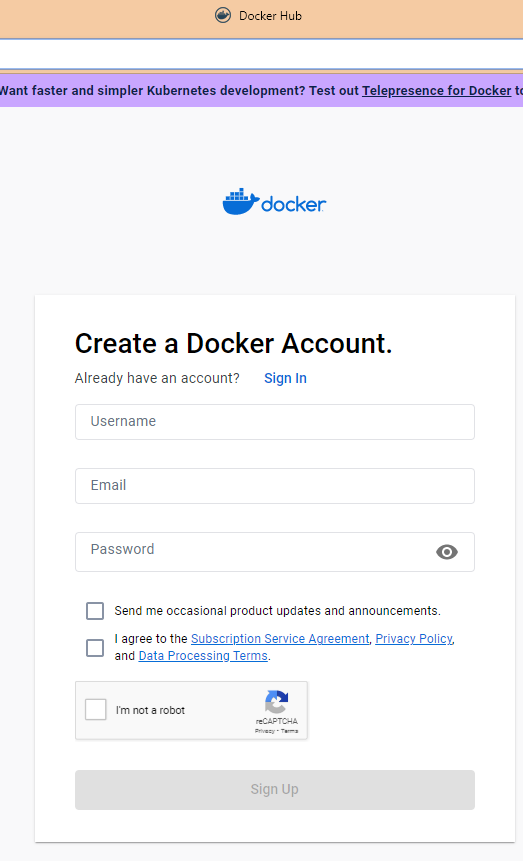 Docker Hub
Want faster and simpler Kubernetes development? Test out Telepresence for Docker to
docker
Create a Docker Account.
Already have an account? Sign In
Username
Email
Password
Send me occasional product updates and announcements.
I agree to the Subscription Service Agreement, Privacy Policy,
and Data Processing Terms.
I'm not a robot
reCAPTCHA
Privacy - Terms
Sign Up